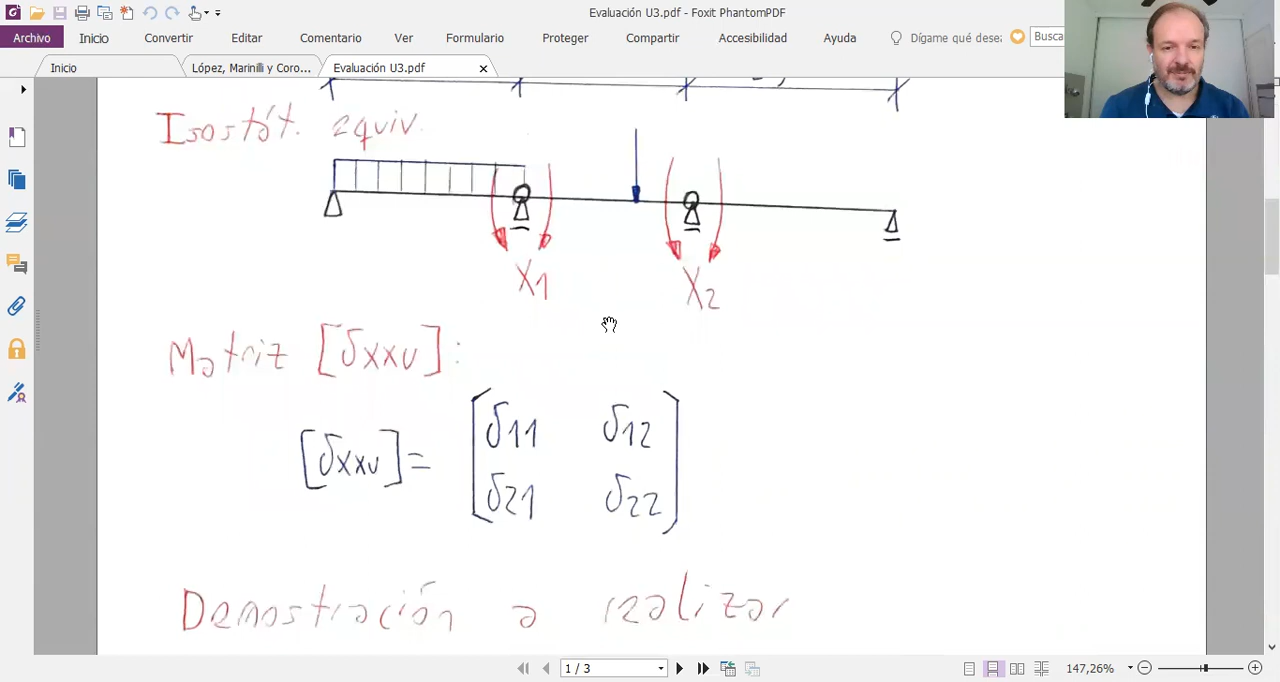 Evaluación U3.pdf - Foxit PhantomPDF
Archivo Inicio Convertir Editar Comentario Ver Formulario Proteger Compartir Accesibilidad Ayuda Dígame qué dese: Busca
Inicio López, Marinilli y Coro... Evaluación U3.pdf
Isostát. equiv.
X1 X2
Matriz [δxxv]:
[δxxv] = [δ11 δ12
δ21 δ22]
Demostración a realizar
1 / 3 147,26%